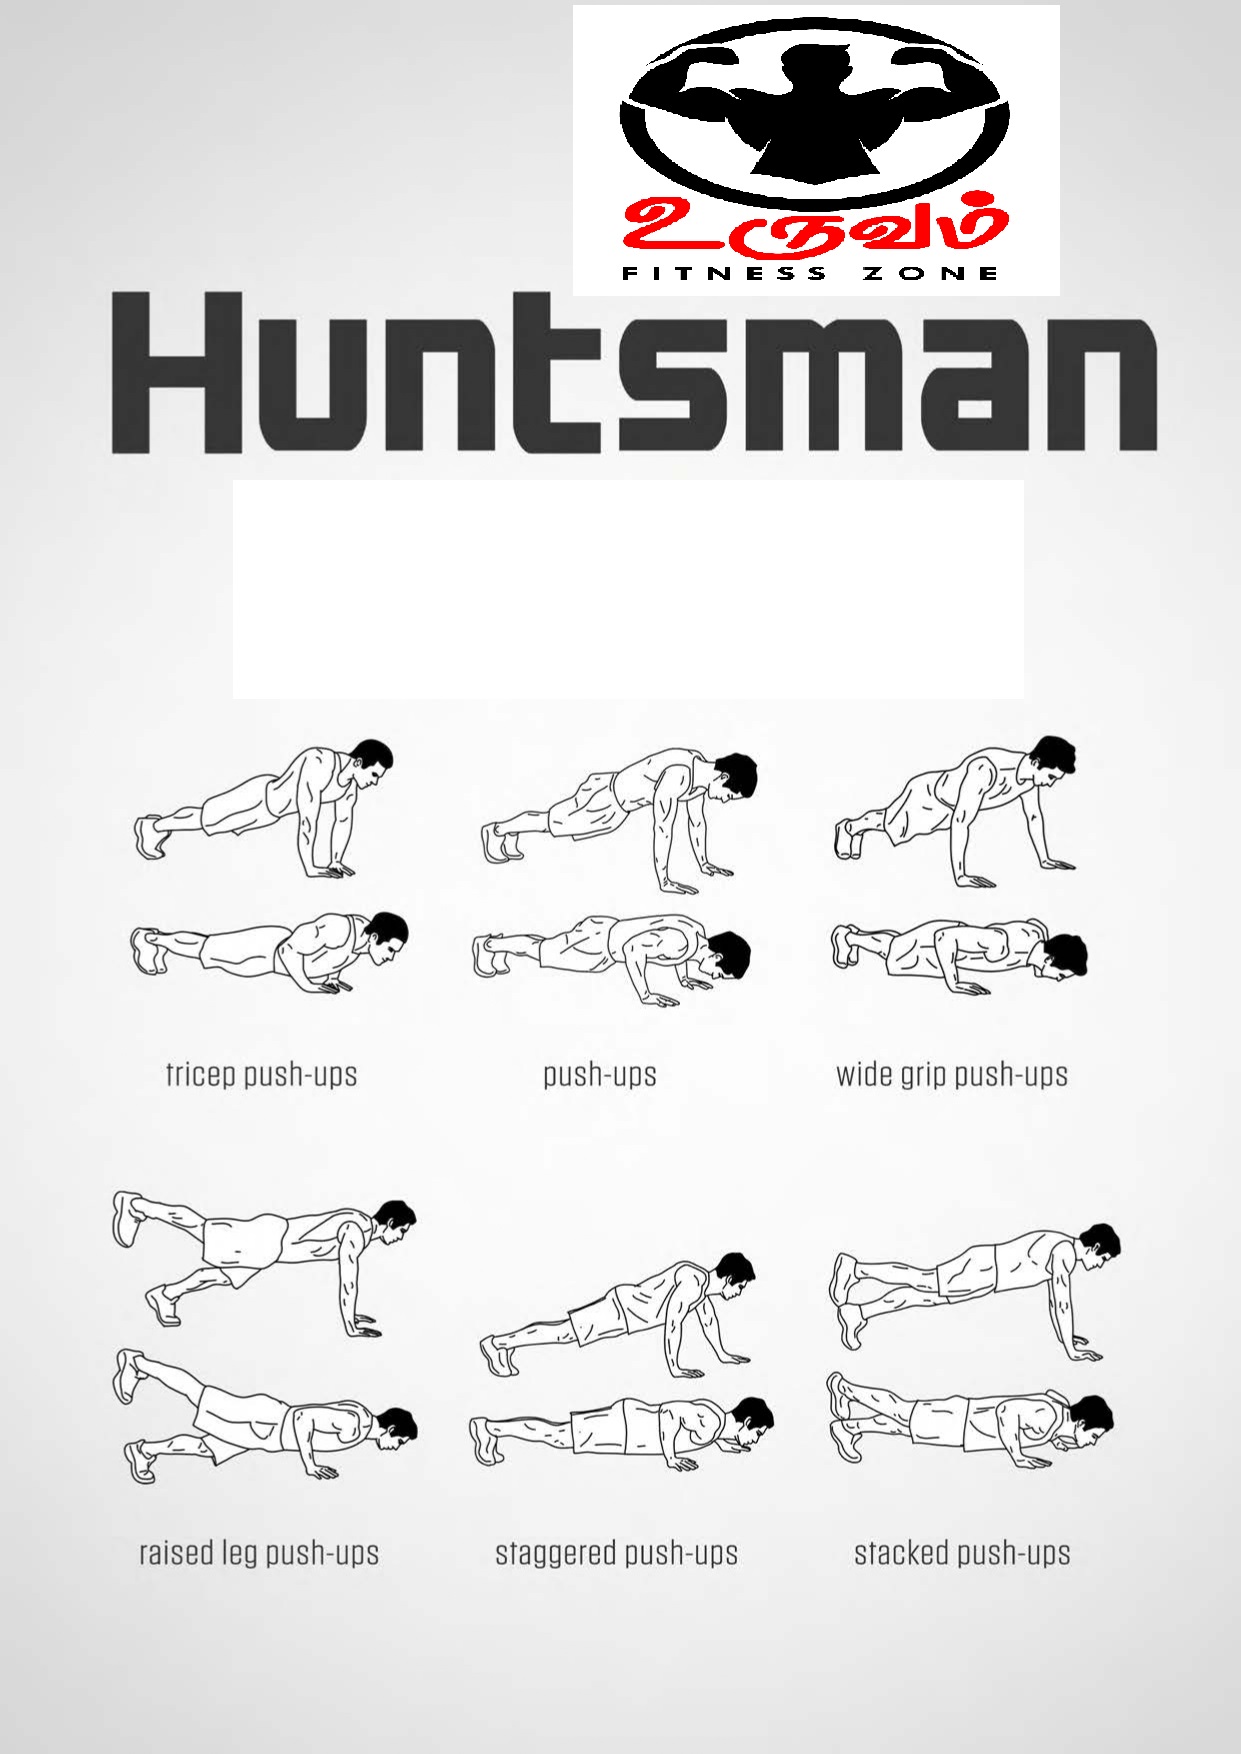 உருவம்
FITNESS ZONE
Huntsman
tricep push-ups
push-ups
wide grip push-ups
raised leg push-ups
staggered push-ups
stacked push-ups